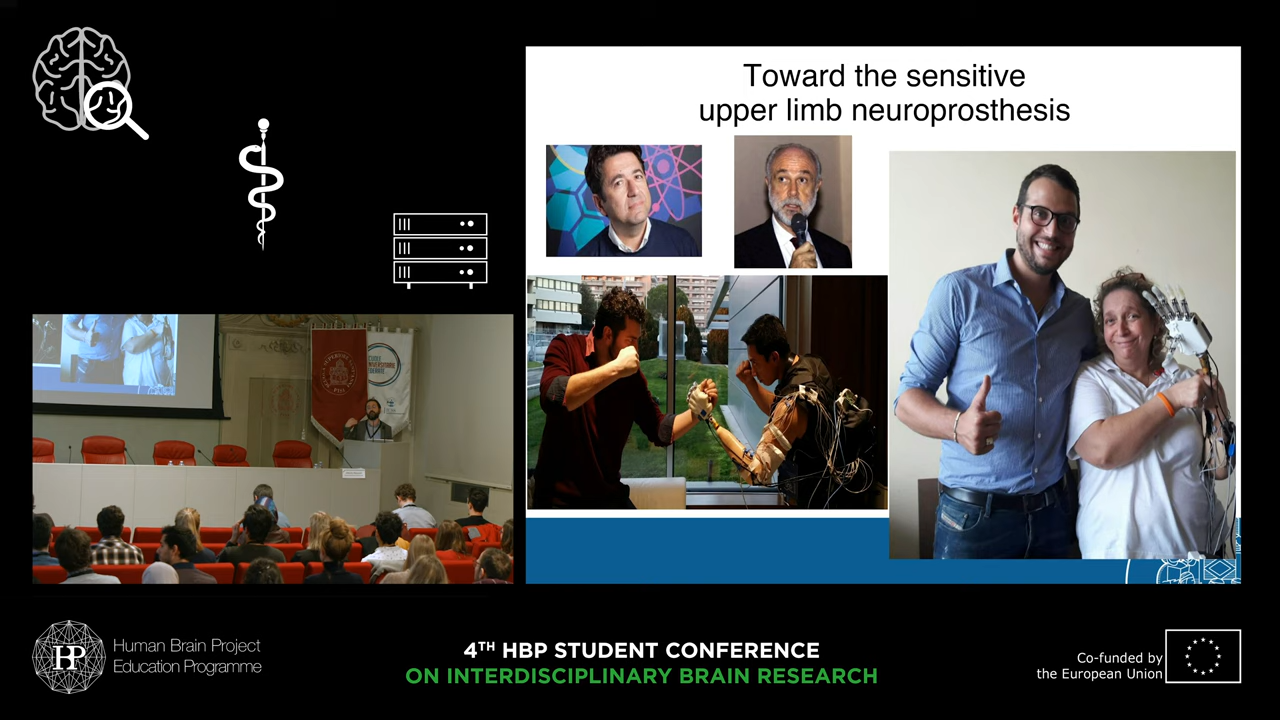 Toward the sensitive
upper limb neuroprosthesis
HP
Human Brain Project
Education Programme
4TH HBP STUDENT CONFERENCE
ON INTERDISCIPLINARY BRAIN RESEARCH
Co-funded by
the European Union